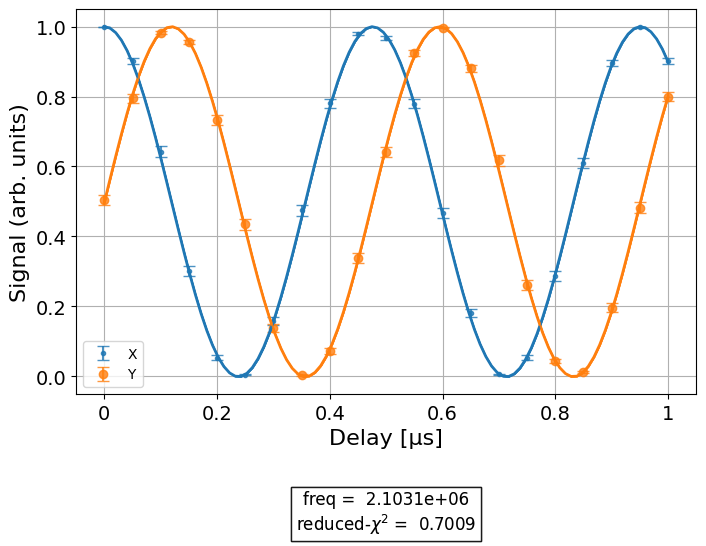 1.0
0.8
0.6
0.4
0.2
0.0
Signal (arb. units)
X
Y
0 0.2 0.4 0.6 0.8 1
Delay [µs]
freq = 2.1031e+06
reduced-χ² = 0.7009